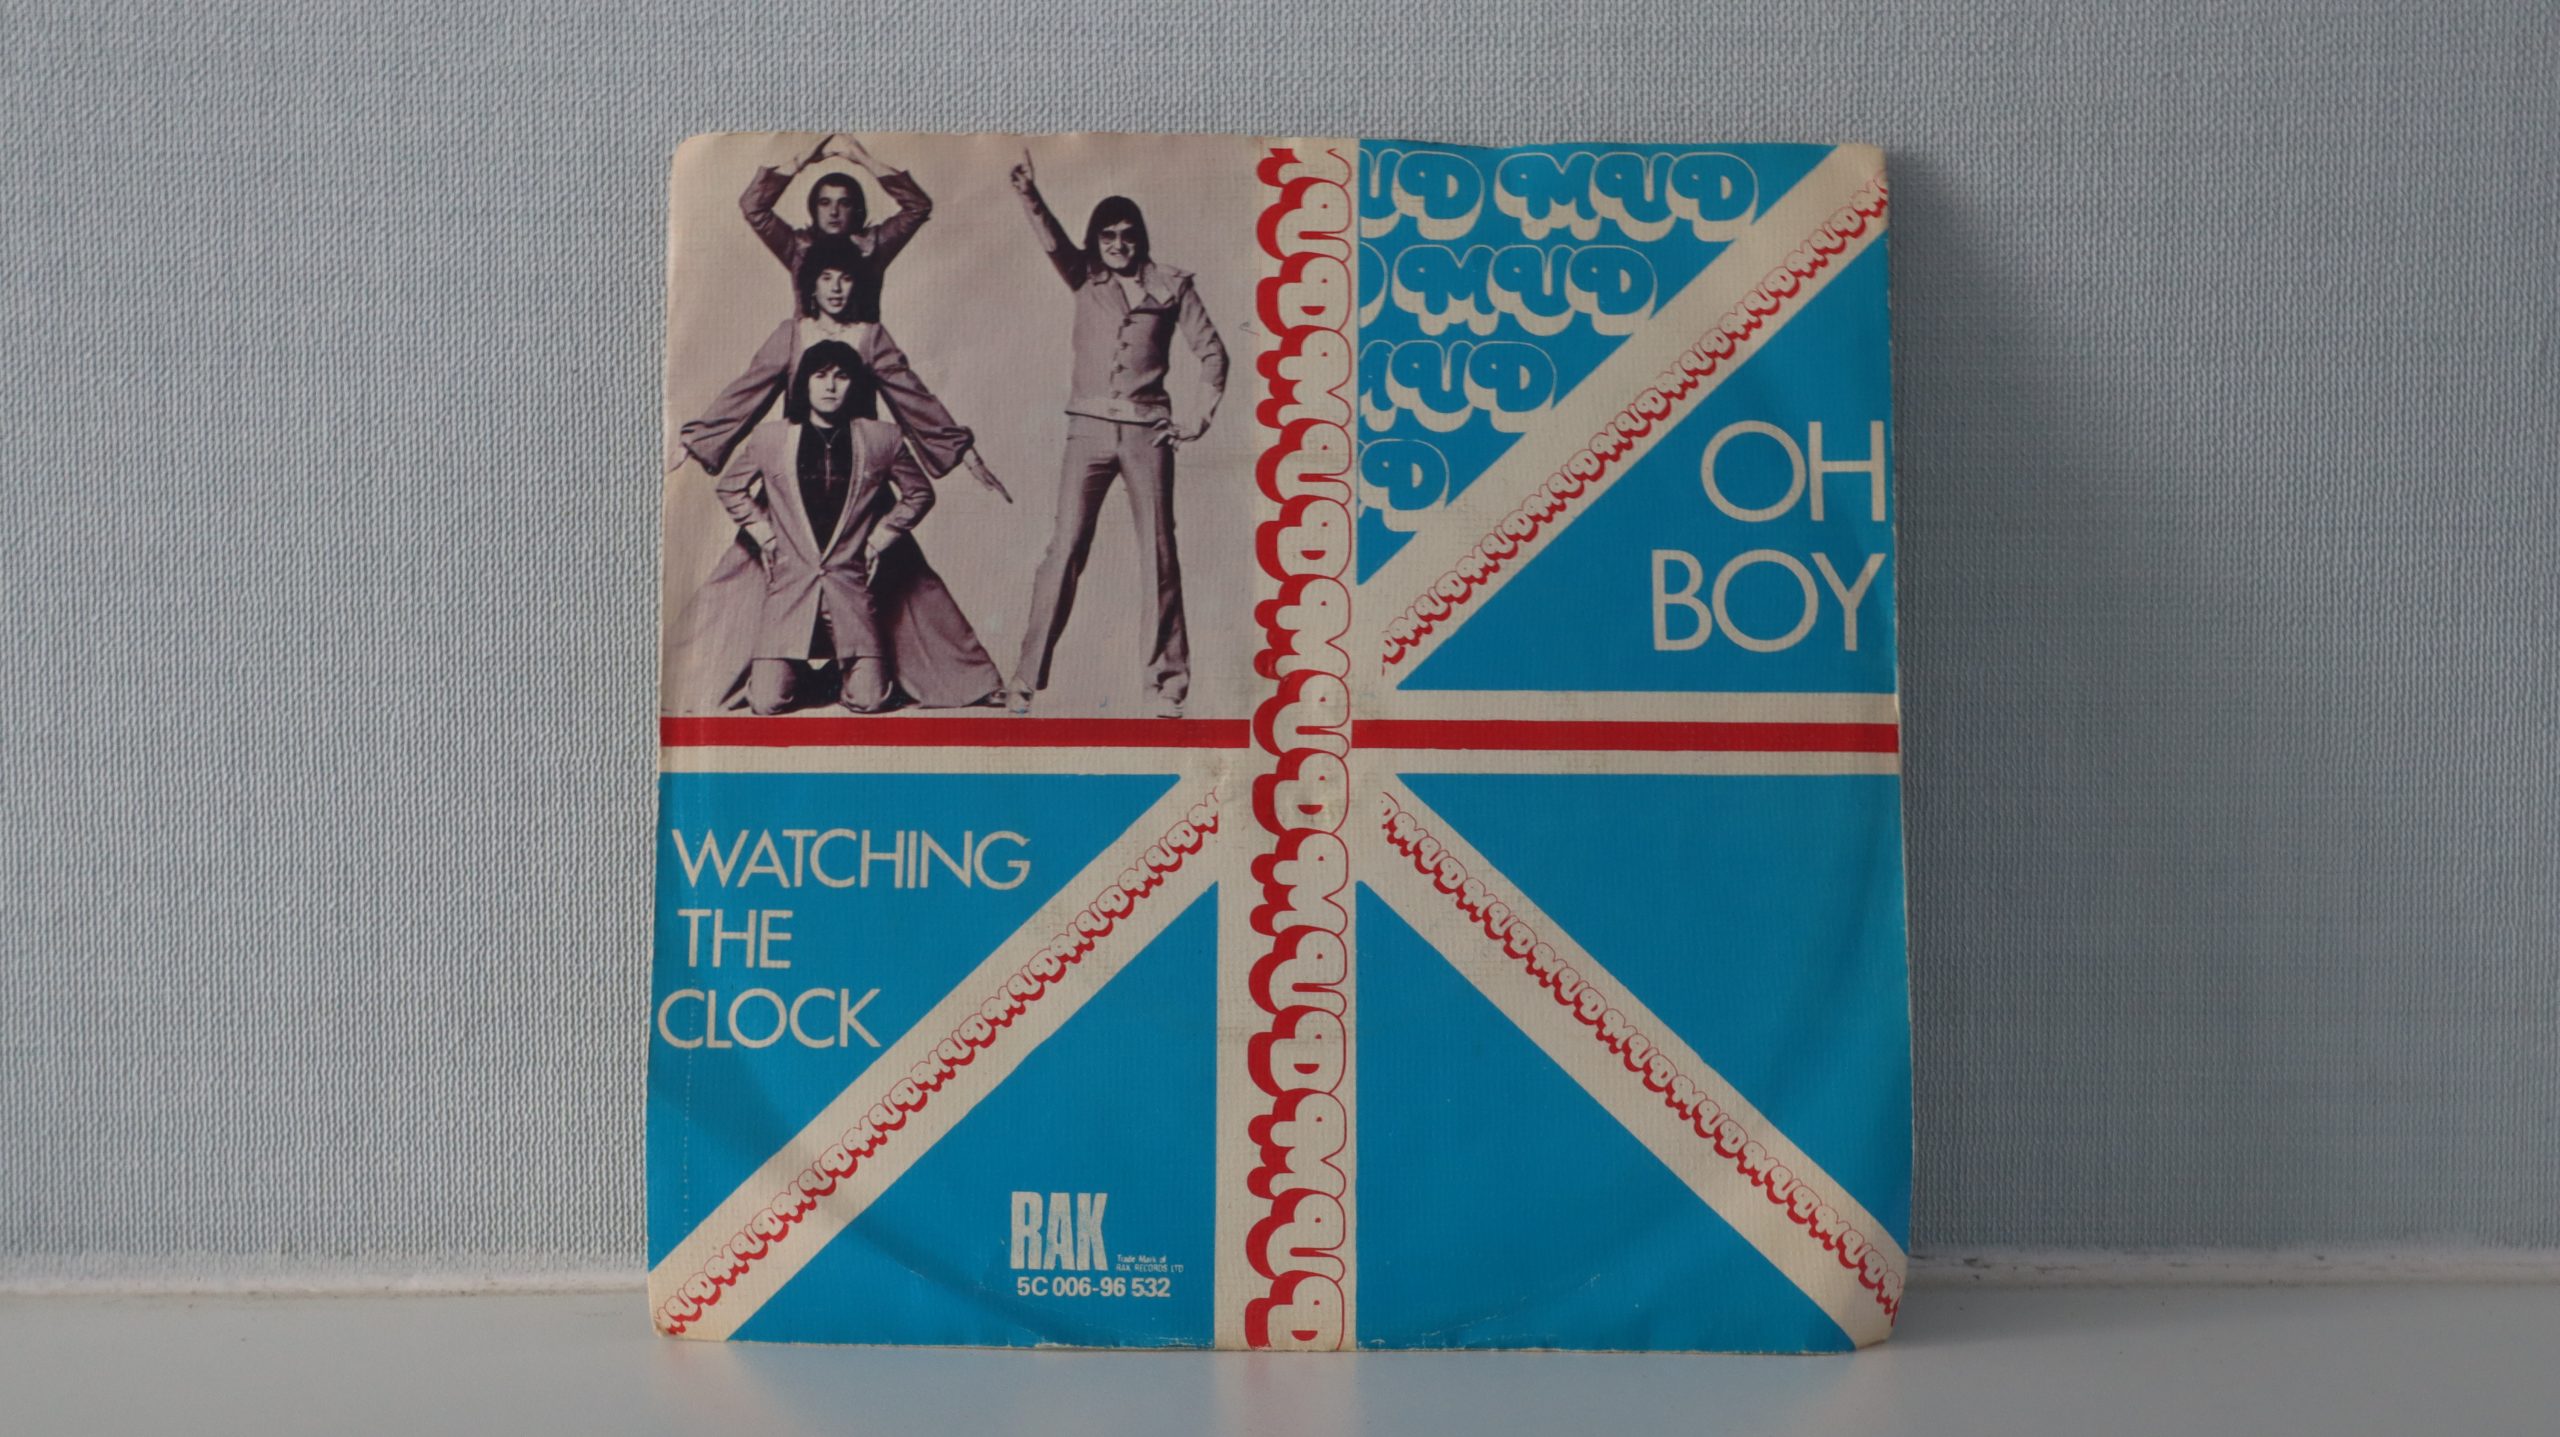 MUD MUD
MUD
MUD
OH
BOY
MUDMUDMUDMUDMUDMUD
WATCHING
THE
CLOCK
RAK
Trade Mark of
RAK RECORDS LTD
5C 006-96 532